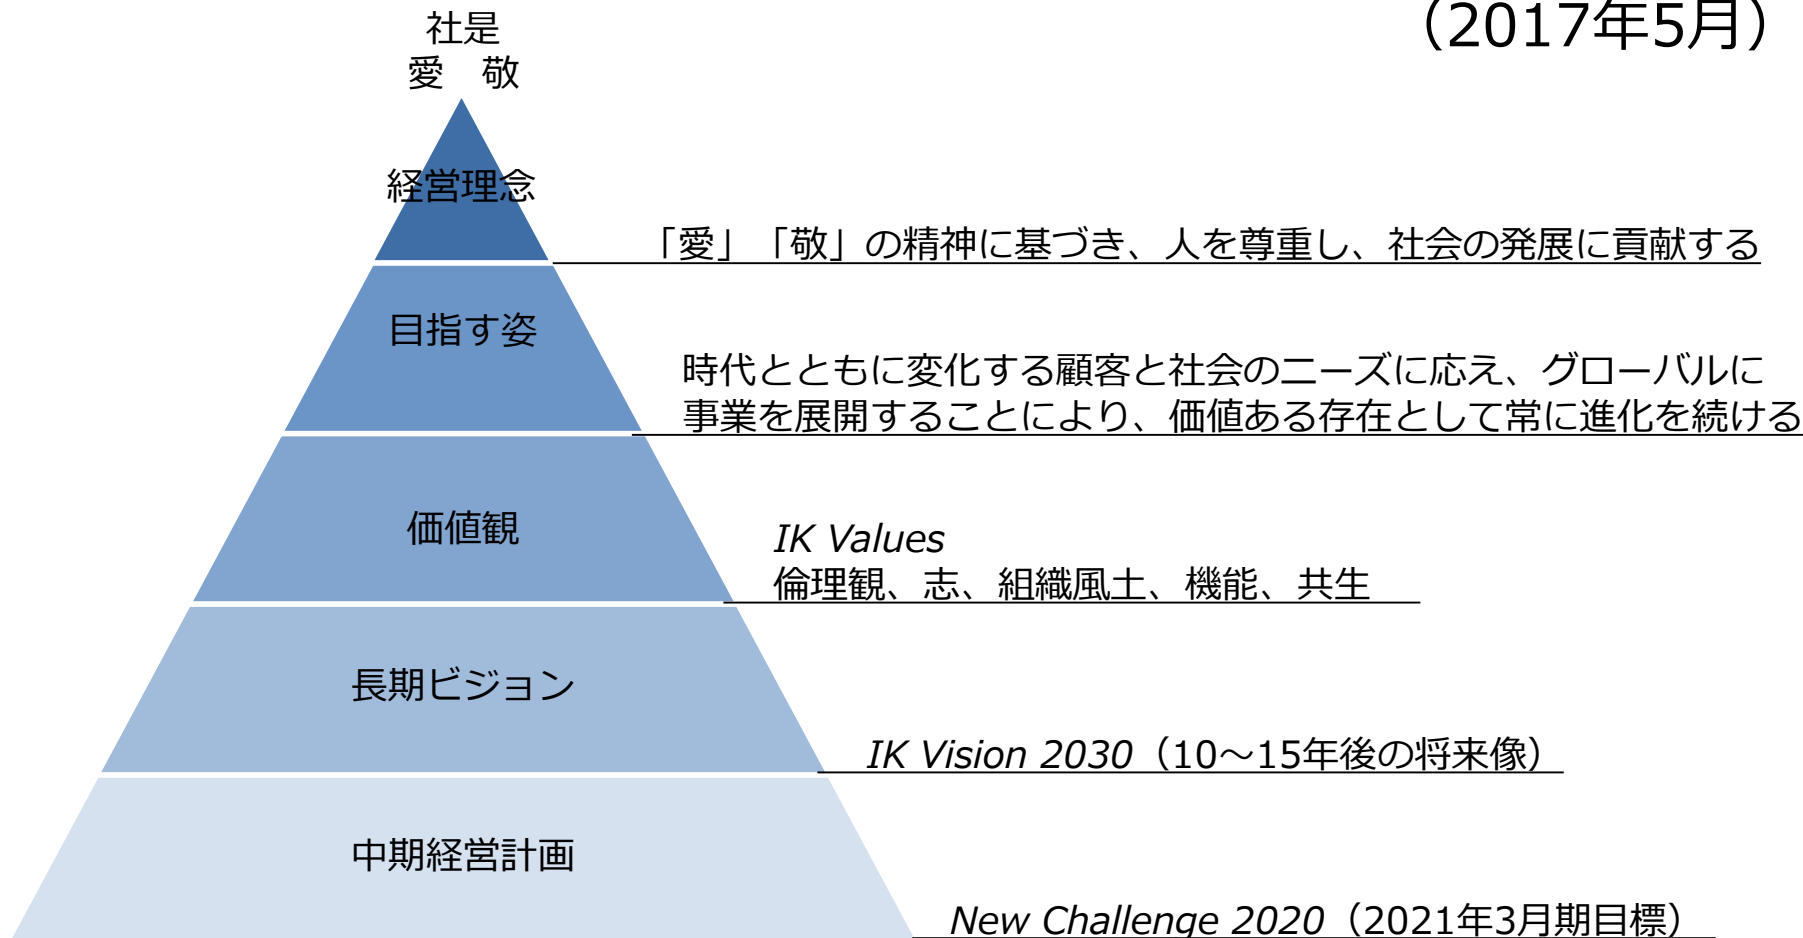 （2017年5月）
社是
愛　敬
経営理念
「愛」「敬」の精神に基づき、人を尊重し、社会の発展に貢献する
目指す姿
時代とともに変化する顧客と社会のニーズに応え、グローバルに
事業を展開することにより、価値ある存在として常に進化を続ける
価値観
IK Values
倫理観、志、組織風土、機能、共生
長期ビジョン
IK Vision 2030（10～15年後の将来像）
中期経営計画
New Challenge 2020（2021年3月期目標）